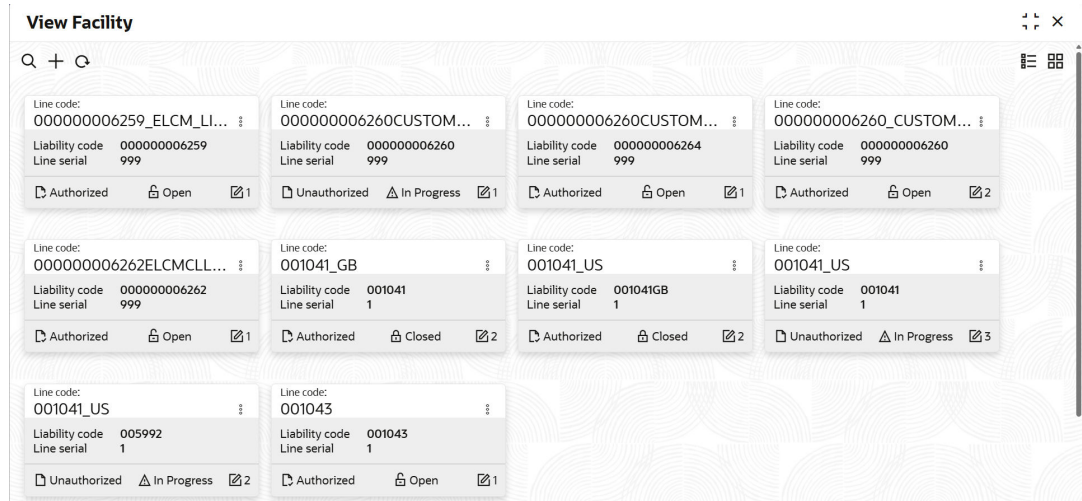 View Facility
Line code:
000000006259_ELCM_LI...
Liability code 000000006259
Line serial 999
Authorized Open 1
Line code:
000000006260CUSTOM...
Liability code 000000006260
Line serial 999
Unauthorized In Progress 1
Line code:
000000006260CUSTOM...
Liability code 000000006264
Line serial 999
Authorized Open 1
Line code:
000000006260_CUSTOM...
Liability code 000000006260
Line serial 999
Authorized Open 2
Line code:
000000006262ELCMCLL...
Liability code 000000006262
Line serial 999
Authorized Open 1
Line code:
001041_GB
Liability code 001041
Line serial 1
Authorized Closed 2
Line code:
001041_US
Liability code 001041GB
Line serial 1
Authorized Closed 2
Line code:
001041_US
Liability code 001041
Line serial 1
Unauthorized In Progress 3
Line code:
001041_US
Liability code 005992
Line serial 1
Unauthorized In Progress 2
Line code:
001043
Liability code 001043
Line serial 1
Authorized Open 1